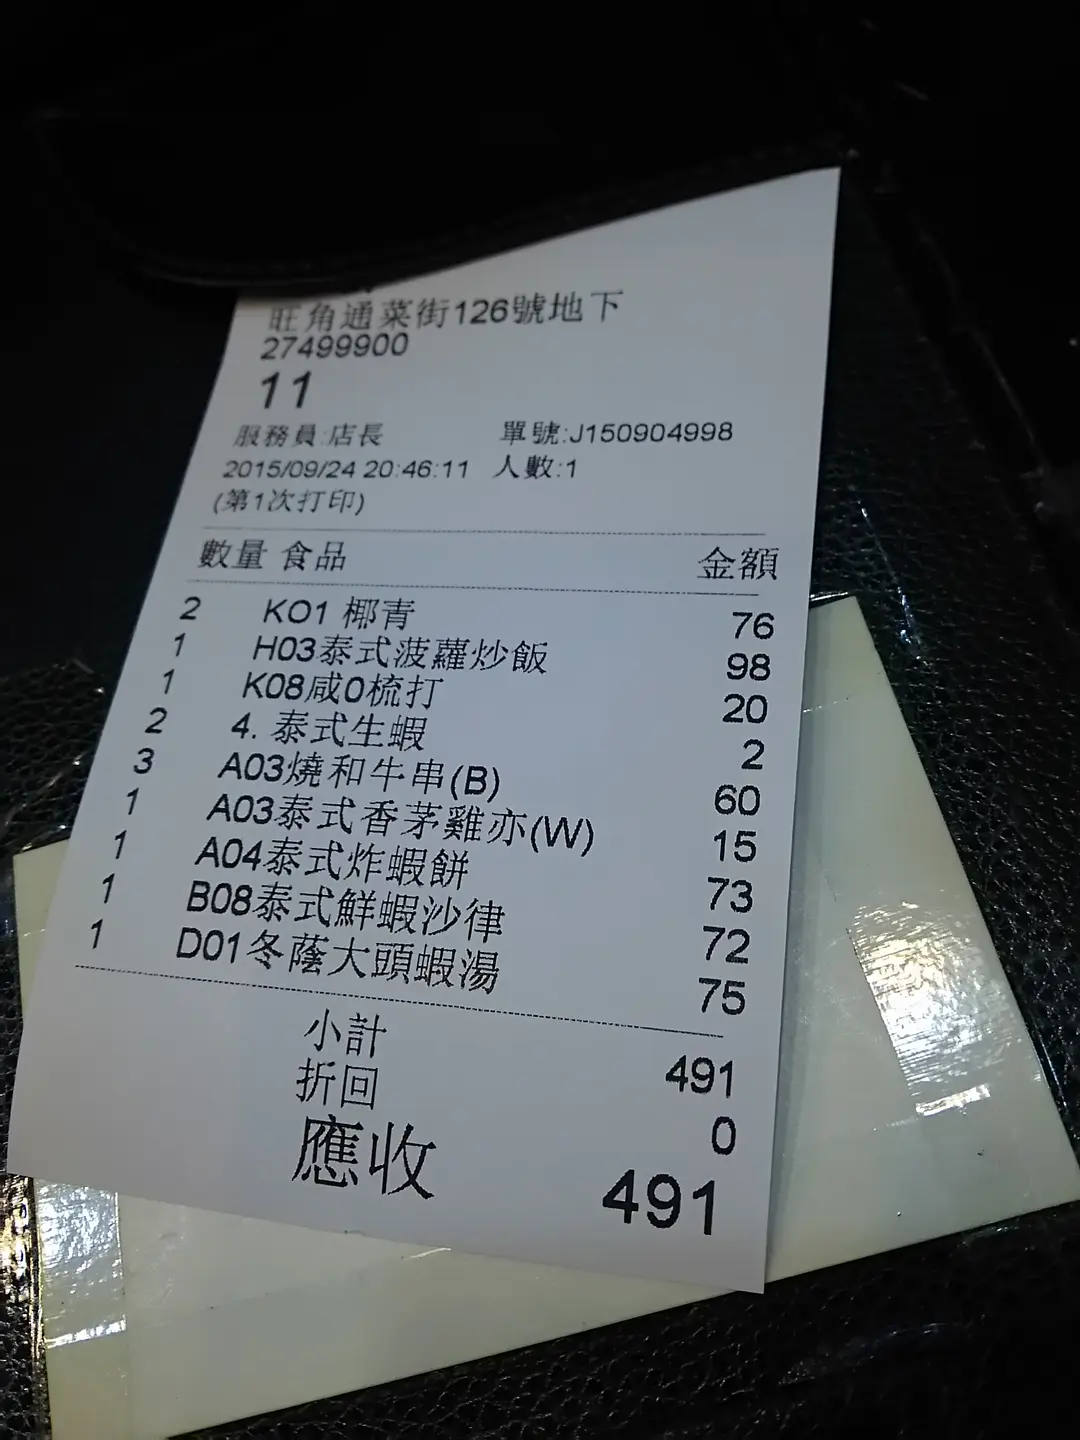 旺角通菜街126號地下
27499900
11
服務員:店長 單號:J150904998
2015/09/24 20:46:11 人數:1
(第1次打印)
數量 食品 金額
2 KO1 椰青 76
1 H03泰式菠蘿炒飯 98
1 K08咸0梳打 20
2 4. 泰式生蝦 2
3 A03燒和牛串(B) 60
1 A03泰式香茅雞亦(W) 15
1 A04泰式炸蝦餅 73
1 B08泰式鮮蝦沙律 72
1 D01冬蔭大頭蝦湯 75
小計 491
折回 0
應收 491